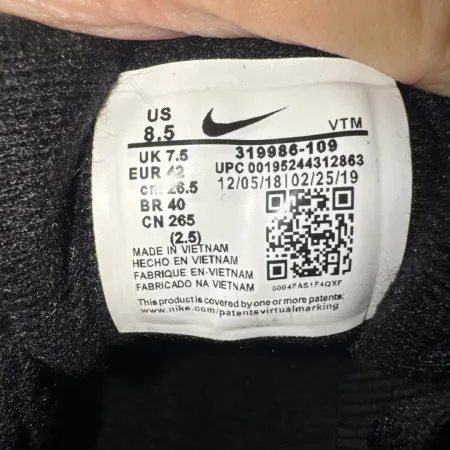 US
8.5
VTM
UK 7.5
EUR 42
cm 26.5
BR 40
CN 265
(2.5)
319986-109
UPC 00195244312863
12/05/18|02/25/19
MADE IN VIETNAM
HECHO EN VIETNAM
FABRIQUE EN-VIETNAM
FABRICADO NA VIETNAM
0004FAS1F4QXF
This product is covered by one or more patents:
www.nike.com/patentsvirtualmarking